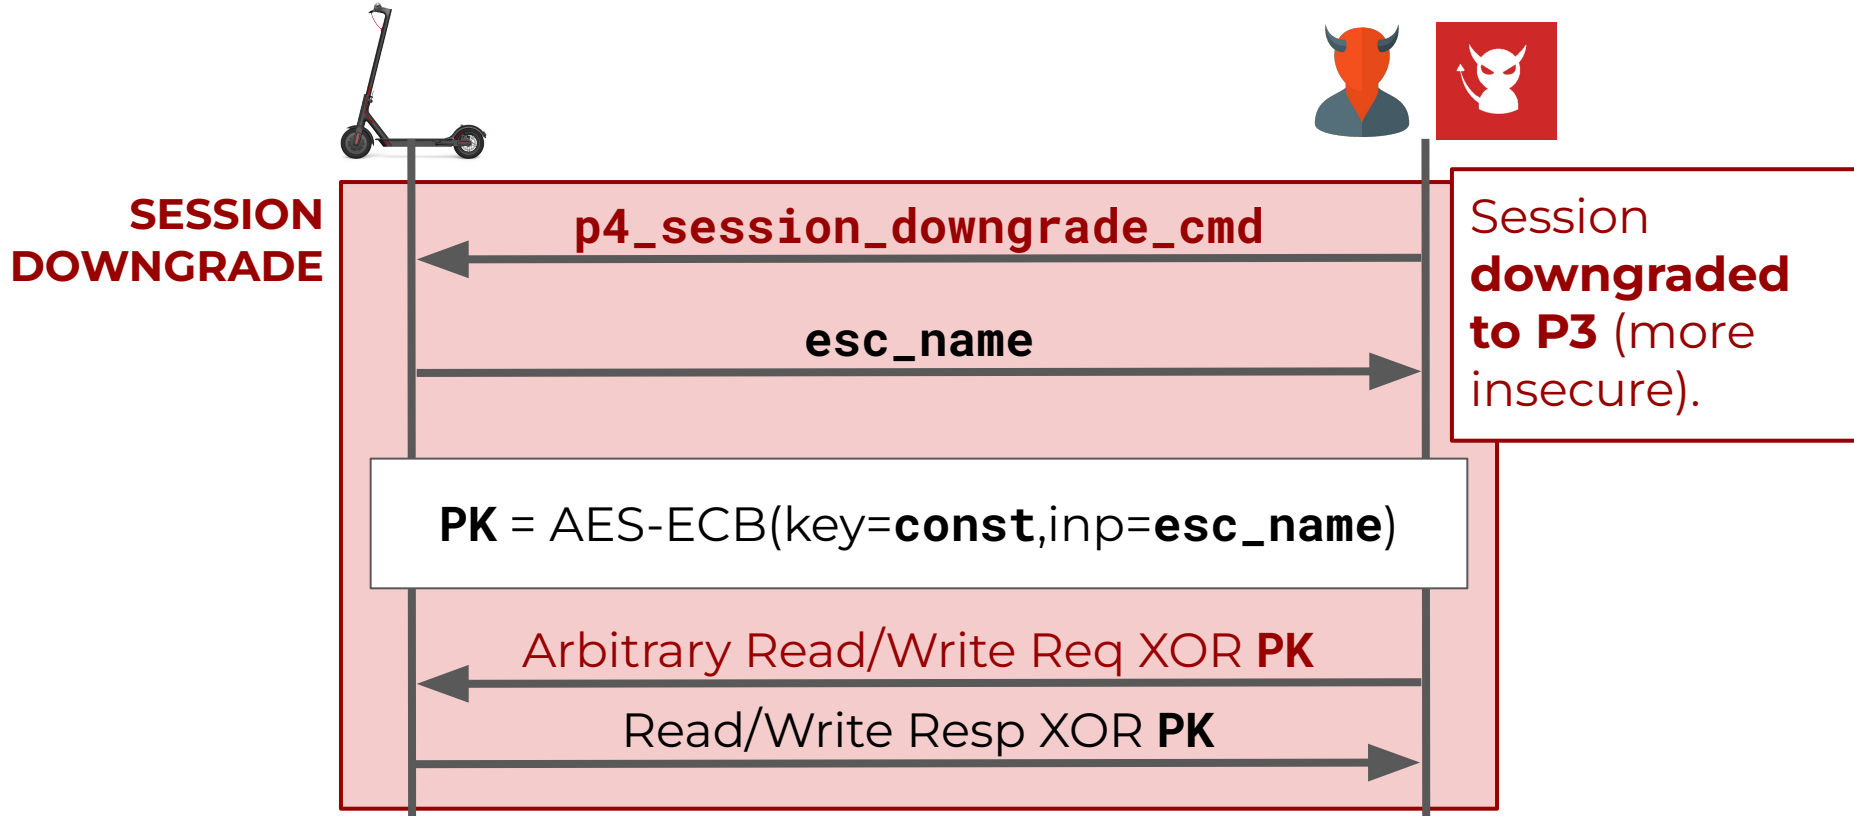 SESSION
DOWNGRADE
p4_session_downgrade_cmd
Session
downgraded
to P3 (more
insecure).
esc_name
PK = AES-ECB(key=const,inp=esc_name)
Arbitrary Read/Write Req XOR PK
Read/Write Resp XOR PK